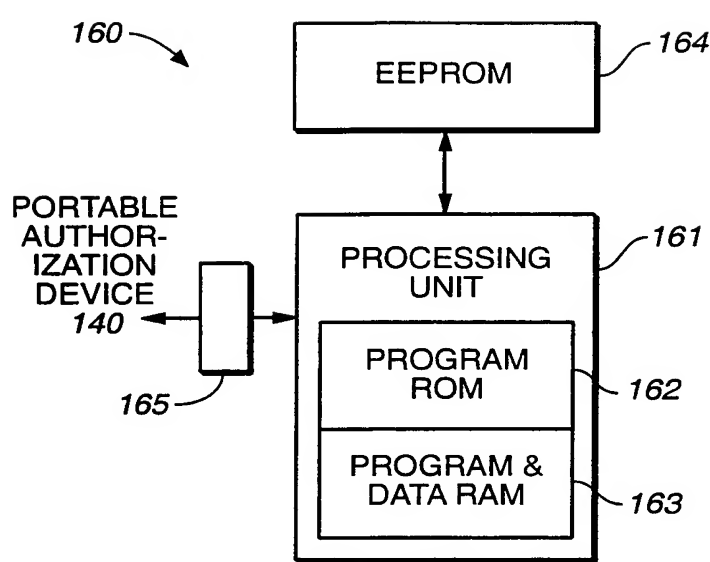 160
EEPROM
164
PORTABLE
AUTHOR-
IZATION
DEVICE
140
165
PROCESSING
UNIT
161
PROGRAM
ROM
162
PROGRAM &
DATA RAM
163